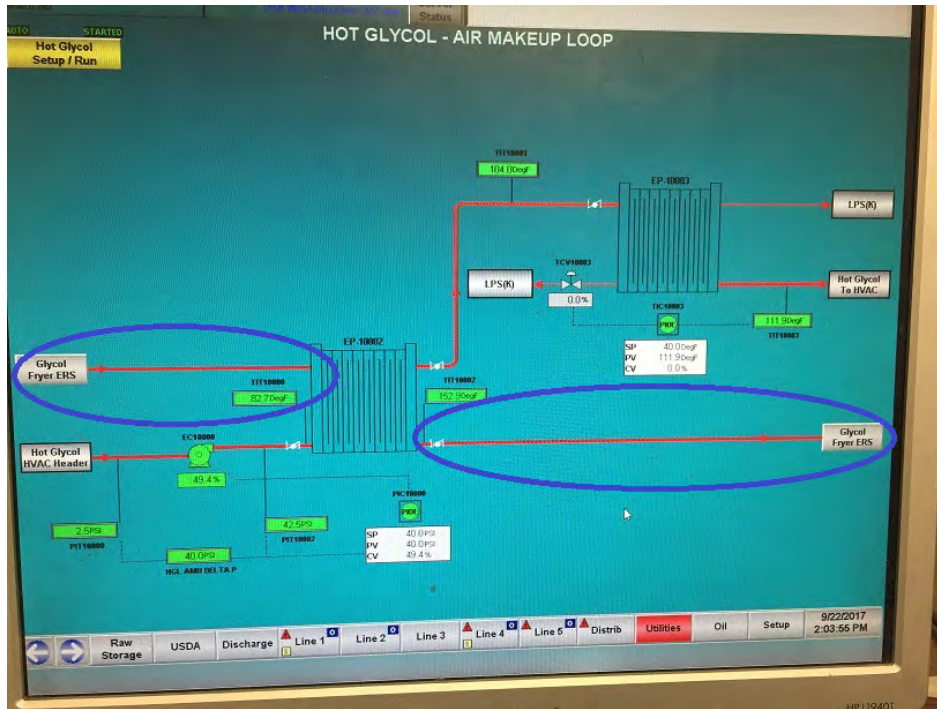 Status
AUTO STARTED
Hot Glycol
Setup / Run
HOT GLYCOL - AIR MAKEUP LOOP
TIT10001
104.0DegF
EP-10003
LPS(K)
TCV10003
LPS(K)
0.0%
TIC10003
PIDE
Hot Glycol
To HVAC
111.9DegF
TIT10003
SP 40.0DegF
PV 111.9DegF
CV 0.0%
EP-10002
Glycol
Fryer ERS
TIT10000
82.7DegF
TIT10002
152.9DegF
Glycol
Fryer ERS
Hot Glycol
HVAC Header
EC10000
49.4%
PIC10000
PIDE
2.5PSI
PIT10000
42.5PSI
PIT10002
40.0PSI
HGL AMU DELTA P
SP 40.0PSI
PV 40.0PSI
CV 49.4%
Raw
Storage
USDA
Discharge
Line 1
Line 2
Line 3
Line 4
Line 5
Distrib
Utilities
Oil
Setup
9/22/2017
2:03:55 PM